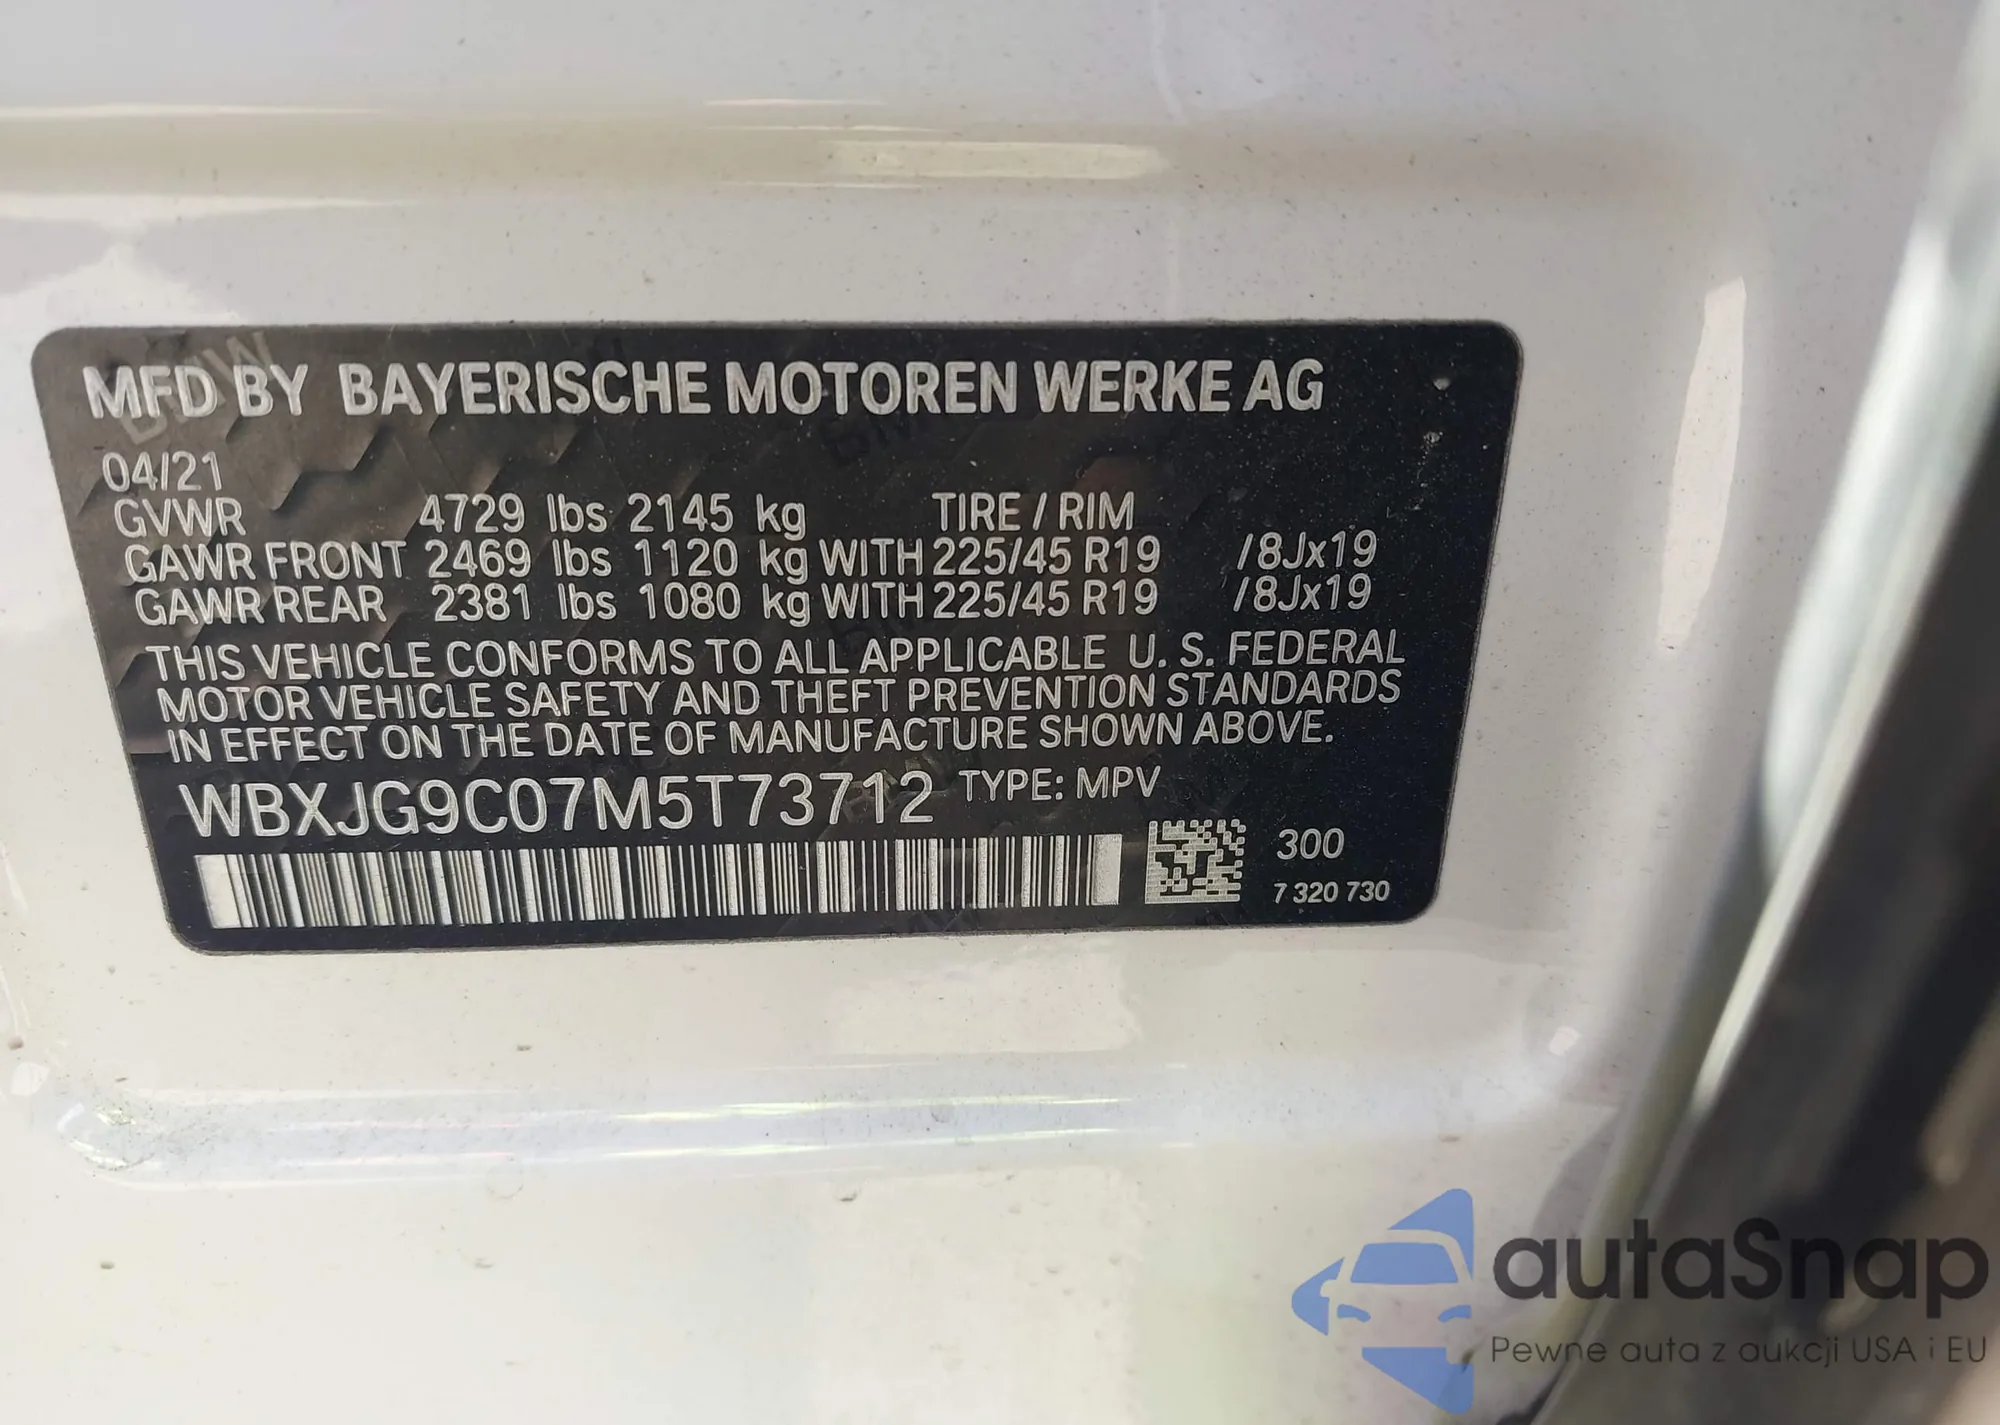 MFD BY BAYERISCHE MOTOREN WERKE AG
04/21
GVWR 4729 lbs 2145 kg TIRE / RIM
GAWR FRONT 2469 lbs 1120 kg WITH 225/45 R19 /8Jx19
GAWR REAR 2381 lbs 1080 kg WITH 225/45 R19 /8Jx19
THIS VEHICLE CONFORMS TO ALL APPLICABLE U. S. FEDERAL
MOTOR VEHICLE SAFETY AND THEFT PREVENTION STANDARDS
IN EFFECT ON THE DATE OF MANUFACTURE SHOWN ABOVE.
WBXJG9C07M5T73712 TYPE: MPV
300
7 320 730
autaSnap
Pewne auta z aukcji USA i EU